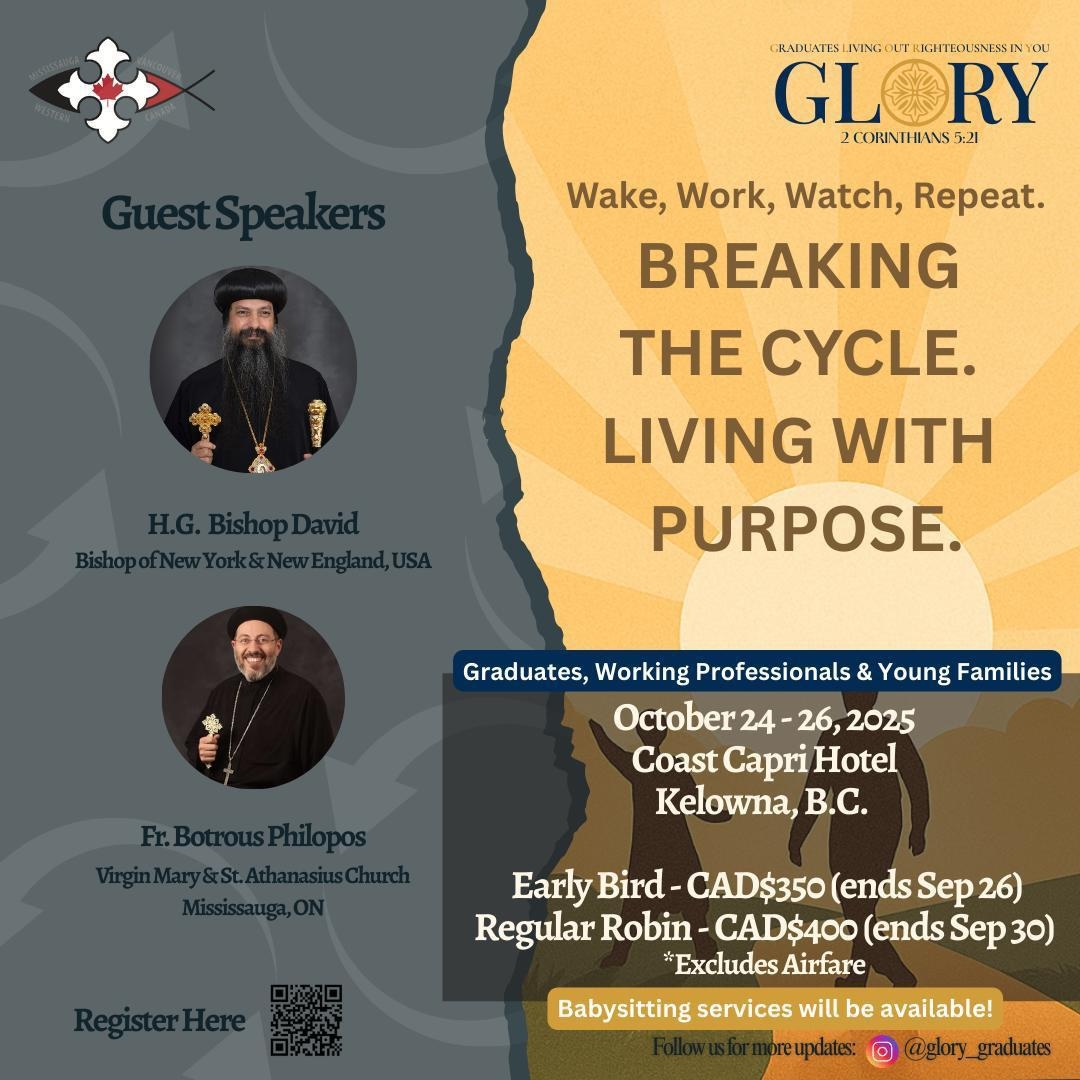 MISSISSAUGA
VANCOUVER
WESTERN
CANADA
Guest Speakers
H.G. Bishop David
Bishop of New York & New England, USA
Fr. Botrous Philopos
Virgin Mary & St. Athanasius Church
Mississauga, ON
Register Here
GRADUATES LIVING OUT RIGHTEOUSNESS IN YOU
GLORY
2 CORINTHIANS 5:21
Wake, Work, Watch, Repeat.
BREAKING
THE CYCLE.
LIVING WITH
PURPOSE.
Graduates, Working Professionals & Young Families
October 24 - 26, 2025
Coast Capri Hotel
Kelowna, B.C.
Early Bird - CAD$350 (ends Sep 26)
Regular Robin - CAD$400 (ends Sep 30)
*Excludes Airfare
Babysitting services will be available!
Follow us for more updates: @glory_graduates